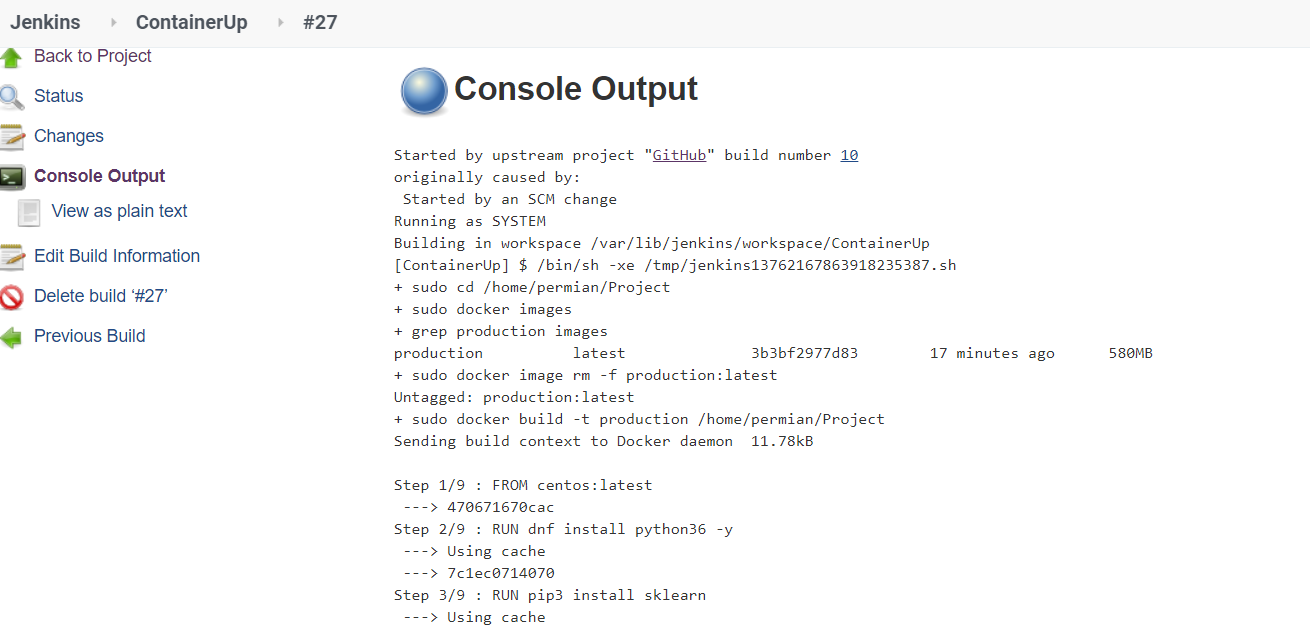 Jenkins ContainerUp #27
Back to Project
Status
Changes
Console Output
View as plain text
Edit Build Information
Delete build ‘#27’
Previous Build
Console Output
Started by upstream project "GitHub" build number 10
originally caused by:
Started by an SCM change
Running as SYSTEM
Building in workspace /var/lib/jenkins/workspace/ContainerUp
[ContainerUp] $ /bin/sh -xe /tmp/jenkins13762167863918235387.sh
+ sudo cd /home/permian/Project
+ sudo docker images
+ grep production images
production latest 3b3bf2977d83 17 minutes ago 580MB
+ sudo docker image rm -f production:latest
Untagged: production:latest
+ sudo docker build -t production /home/permian/Project
Sending build context to Docker daemon 11.78kB
Step 1/9 : FROM centos:latest
---> 470671670cac
Step 2/9 : RUN dnf install python36 -y
---> Using cache
---> 7c1ec0714070
Step 3/9 : RUN pip3 install sklearn
---> Using cache